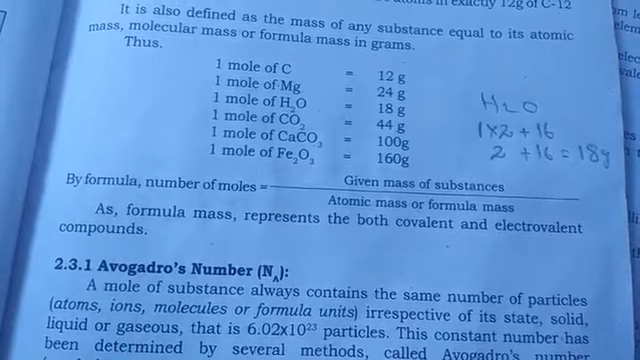 in exactly 12g of C-12
It is also defined as the mass of any substance equal to its atomic
mass, molecular mass or formula mass in grams.
Thus.
1 mole of C = 12 g
1 mole of Mg = 24 g
1 mole of H₂O = 18 g
1 mole of CO₂ = 44 g
1 mole of CaCO₃ = 100g
1 mole of Fe₂O₃ = 160g
H₂O
1×2 + 16
2 + 16 = 18g
By formula, number of moles = Given mass of substances
Atomic mass or formula mass
As, formula mass, represents the both covalent and electrovalent
compounds.
2.3.1 Avogadro's Number (N_A):
A mole of substance always contains the same number of particles
(atoms, ions, molecules or formula units) irrespective of its state, solid,
liquid or gaseous, that is 6.02x10²³ particles. This constant number has
been determined by several methods, called Avogadro's number